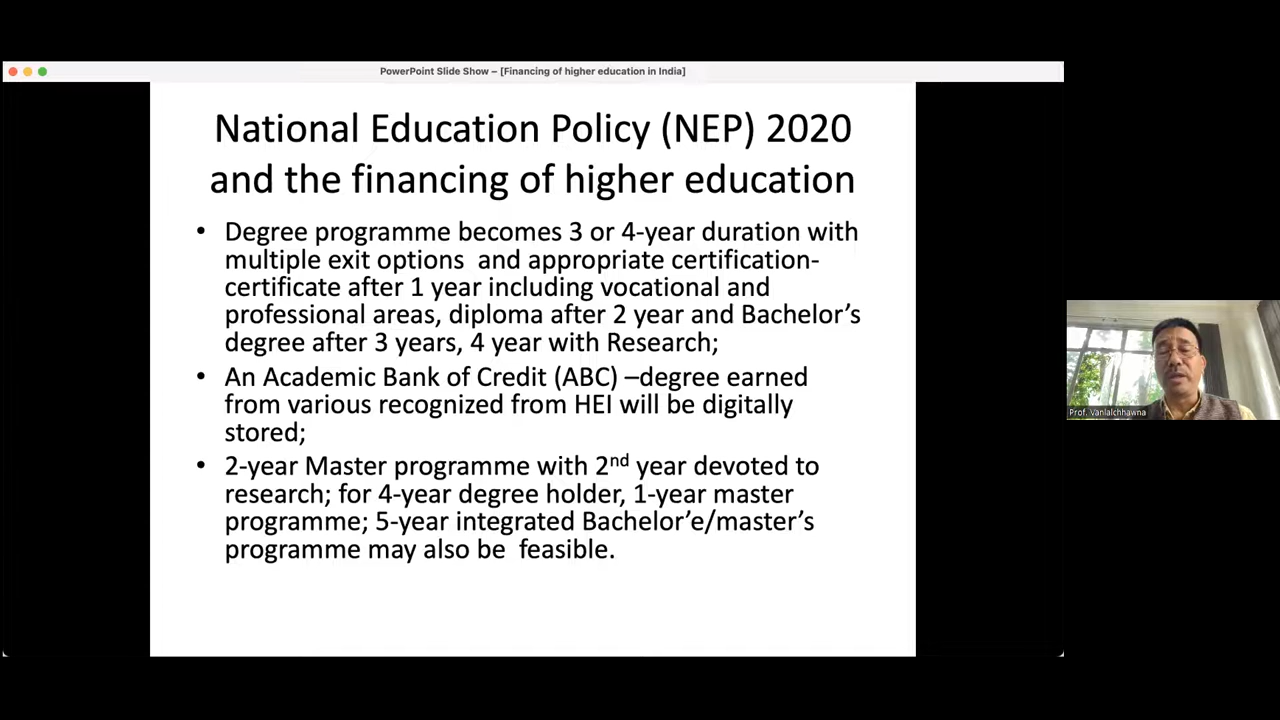 PowerPoint Slide Show – [Financing of higher education in India]
National Education Policy (NEP) 2020
and the financing of higher education
• Degree programme becomes 3 or 4-year duration with
multiple exit options and appropriate certification-
certificate after 1 year including vocational and
professional areas, diploma after 2 year and Bachelor’s
degree after 3 years, 4 year with Research;
• An Academic Bank of Credit (ABC) –degree earned
from various recognized from HEI will be digitally
stored;
• 2-year Master programme with 2nd year devoted to
research; for 4-year degree holder, 1-year master
programme; 5-year integrated Bachelor’e/master’s
programme may also be feasible.
Prof. Vanlalchhawna